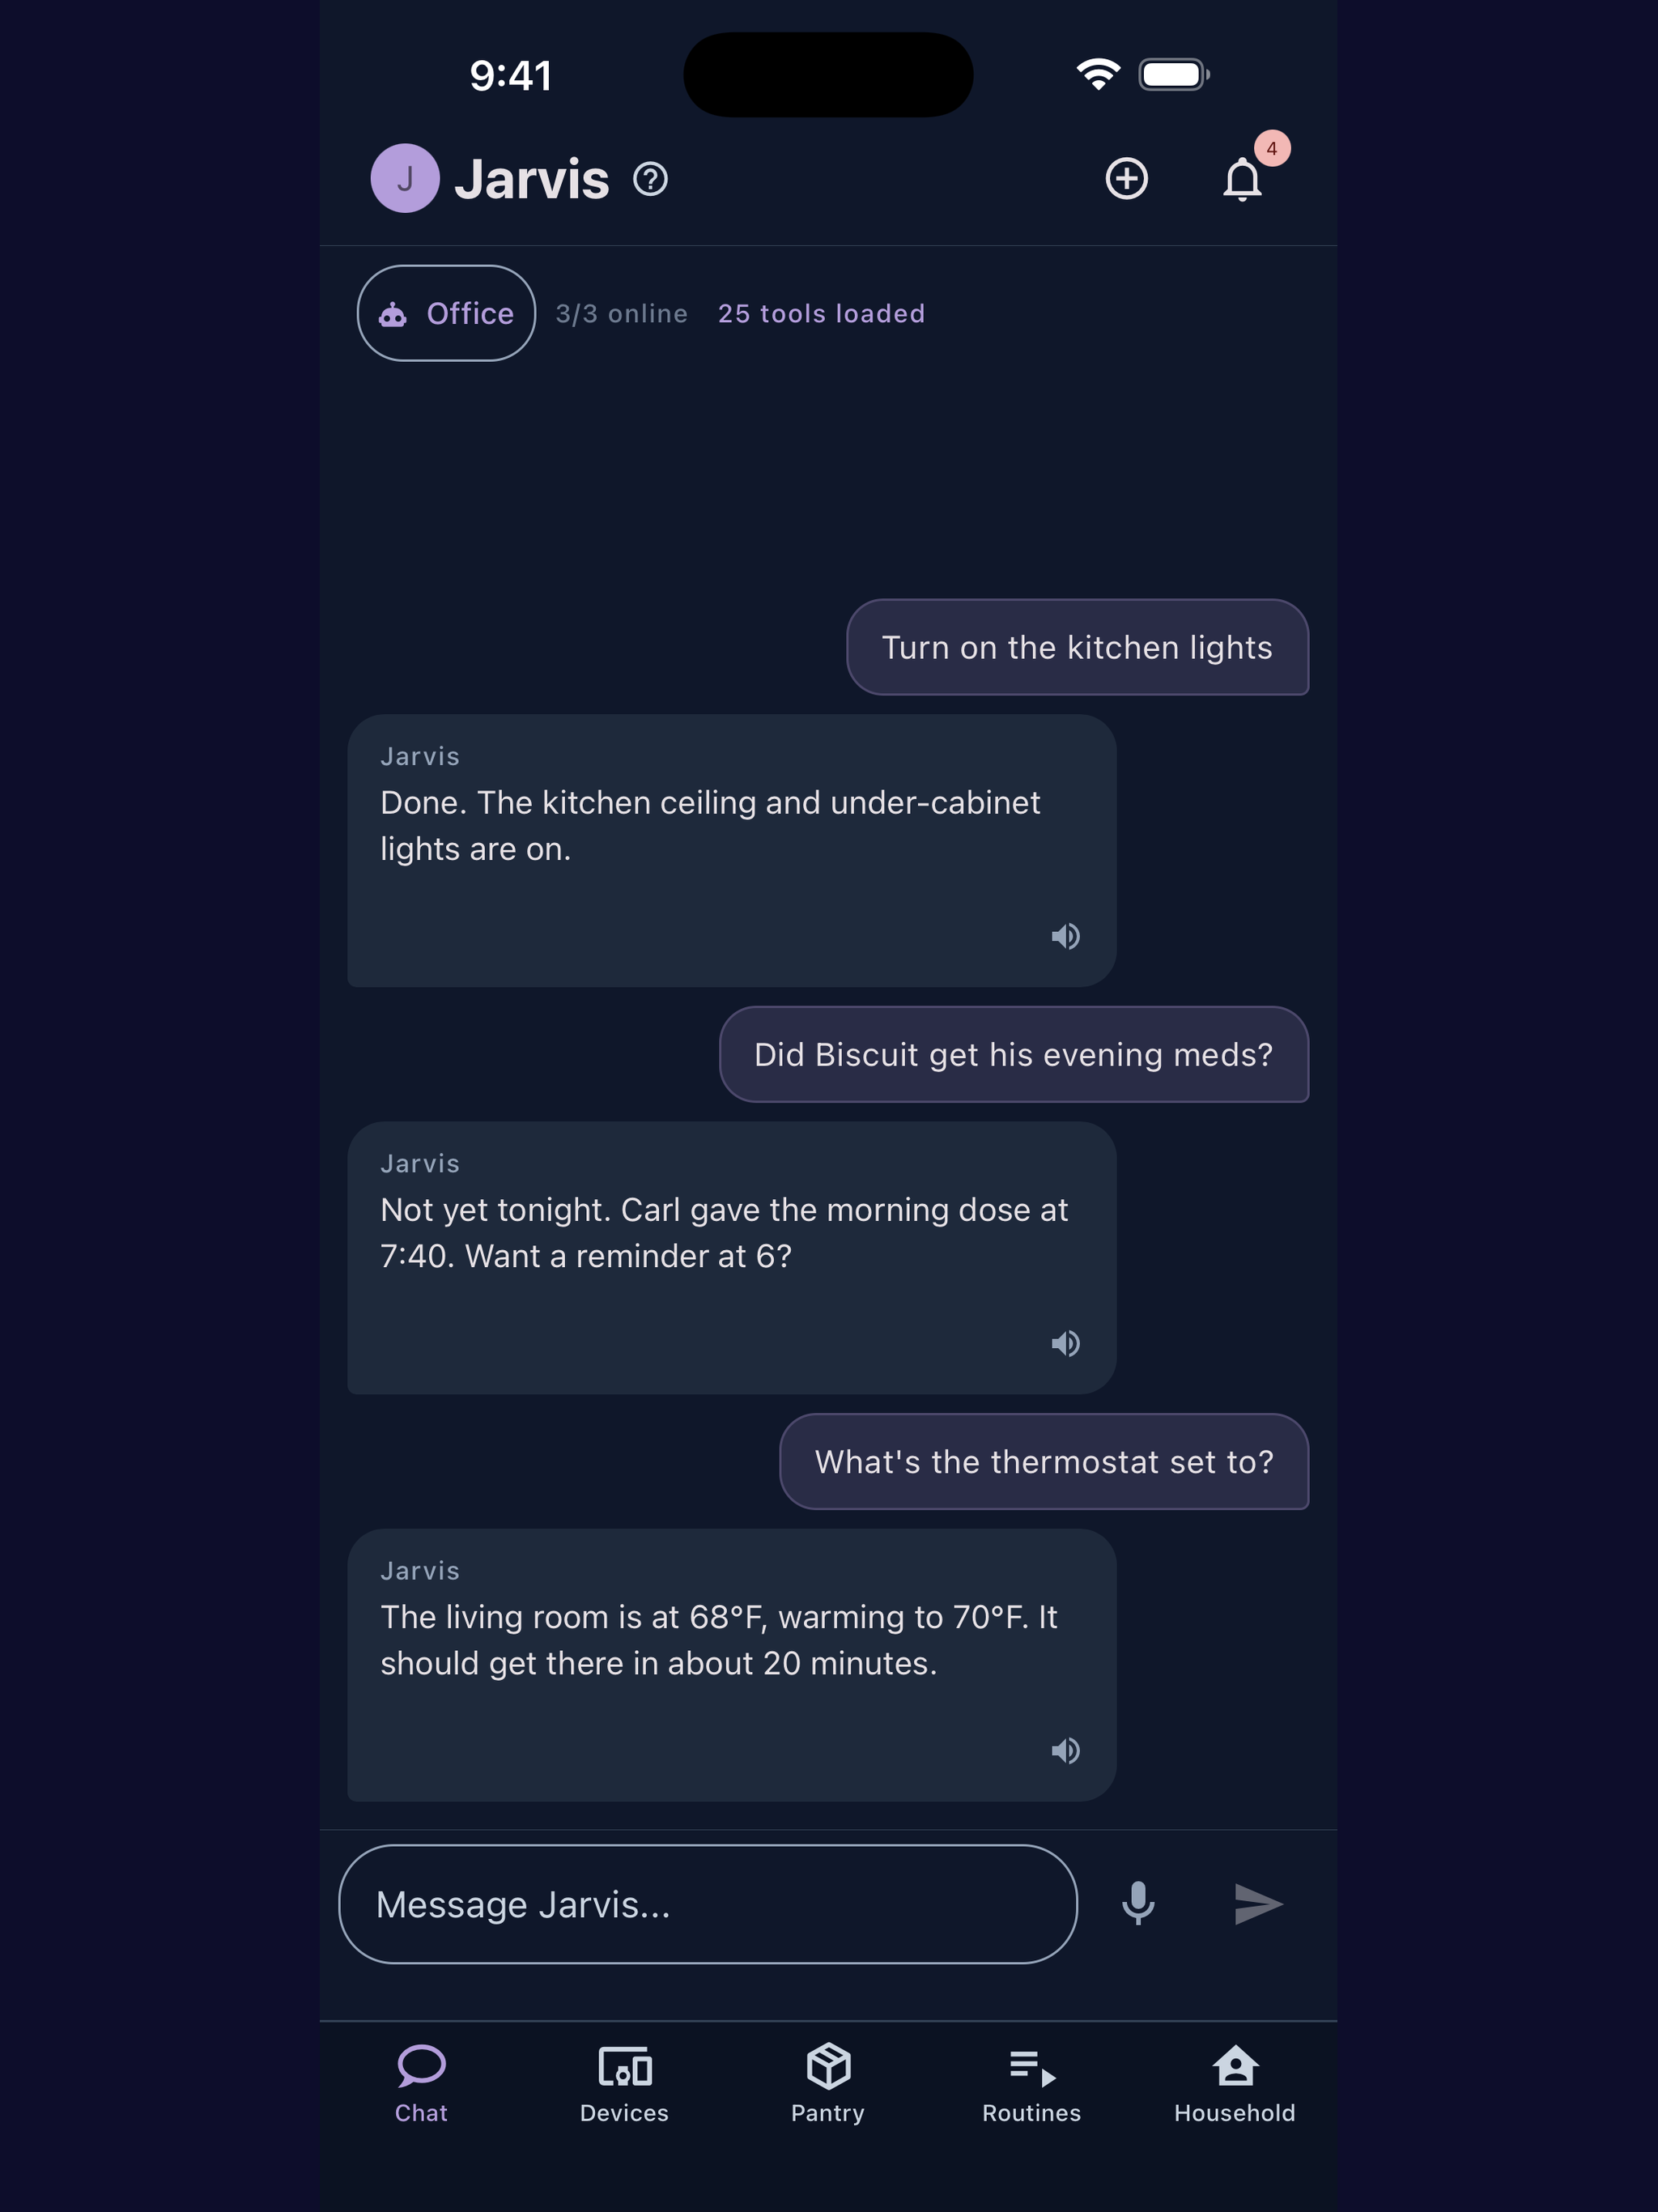 9:41
J
Jarvis
4
Office
3/3 online
25 tools loaded
Turn on the kitchen lights
Jarvis
Done. The kitchen ceiling and under-cabinet
lights are on.
Did Biscuit get his evening meds?
Jarvis
Not yet tonight. Carl gave the morning dose at
7:40. Want a reminder at 6?
What's the thermostat set to?
Jarvis
The living room is at 68°F, warming to 70°F. It
should get there in about 20 minutes.
Message Jarvis...
Chat
Devices
Pantry
Routines
Household